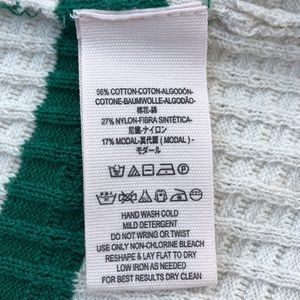 56% COTTON-COTON-ALGODÓN-
COTONE-BAUMWOLLE-ALGODÃO-
棉花-綿
27% NYLON-FIBRA SINTÉTICA-
尼龍-ナイロン
17% MODAL-莫代爾 ( MODAL ) -
モダール
HAND WASH COLD
MILD DETERGENT
DO NOT WRING OR TWIST
USE ONLY NON-CHLORINE BLEACH
RESHAPE & LAY FLAT TO DRY
LOW IRON AS NEEDED
FOR BEST RESULTS DRY CLEAN